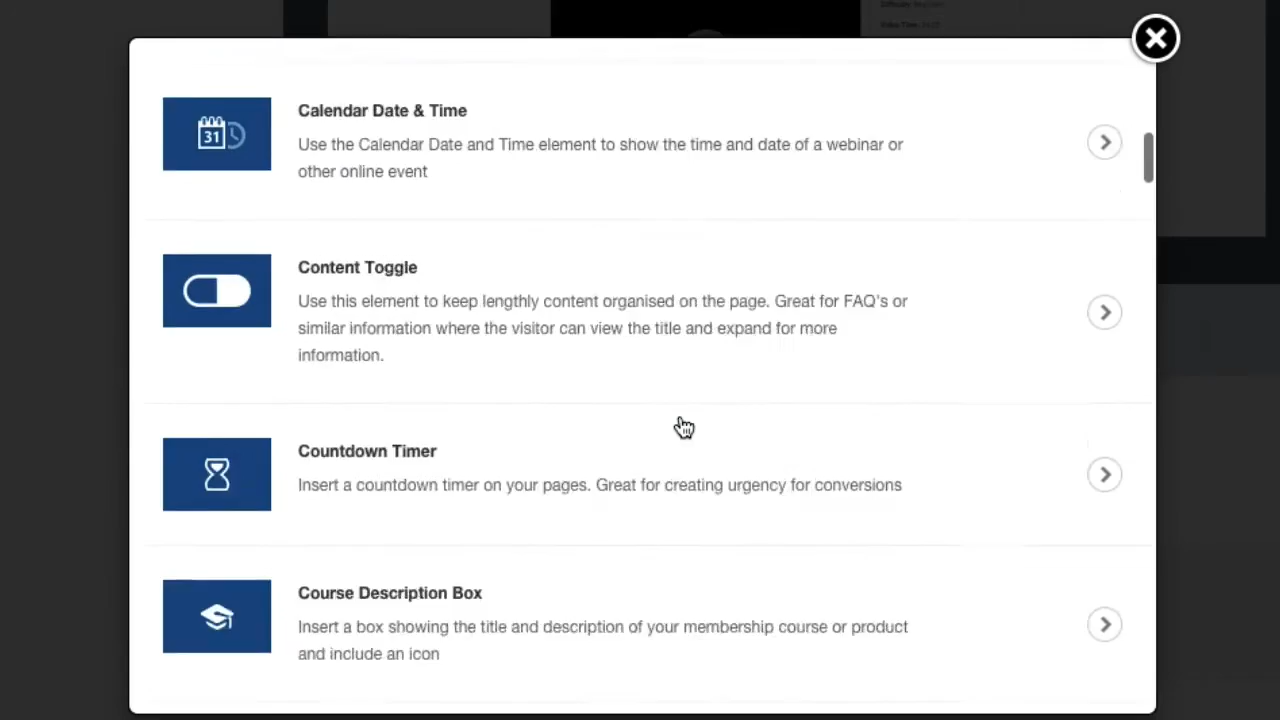 Calendar Date & Time
31
Use the Calendar Date and Time element to show the time and date of a webinar or
other online event
Content Toggle
Use this element to keep lengthly content organised on the page. Great for FAQ's or
similar information where the visitor can view the title and expand for more
information.
Countdown Timer
Insert a countdown timer on your pages. Great for creating urgency for conversions
Course Description Box
Insert a box showing the title and description of your membership course or product
and include an icon